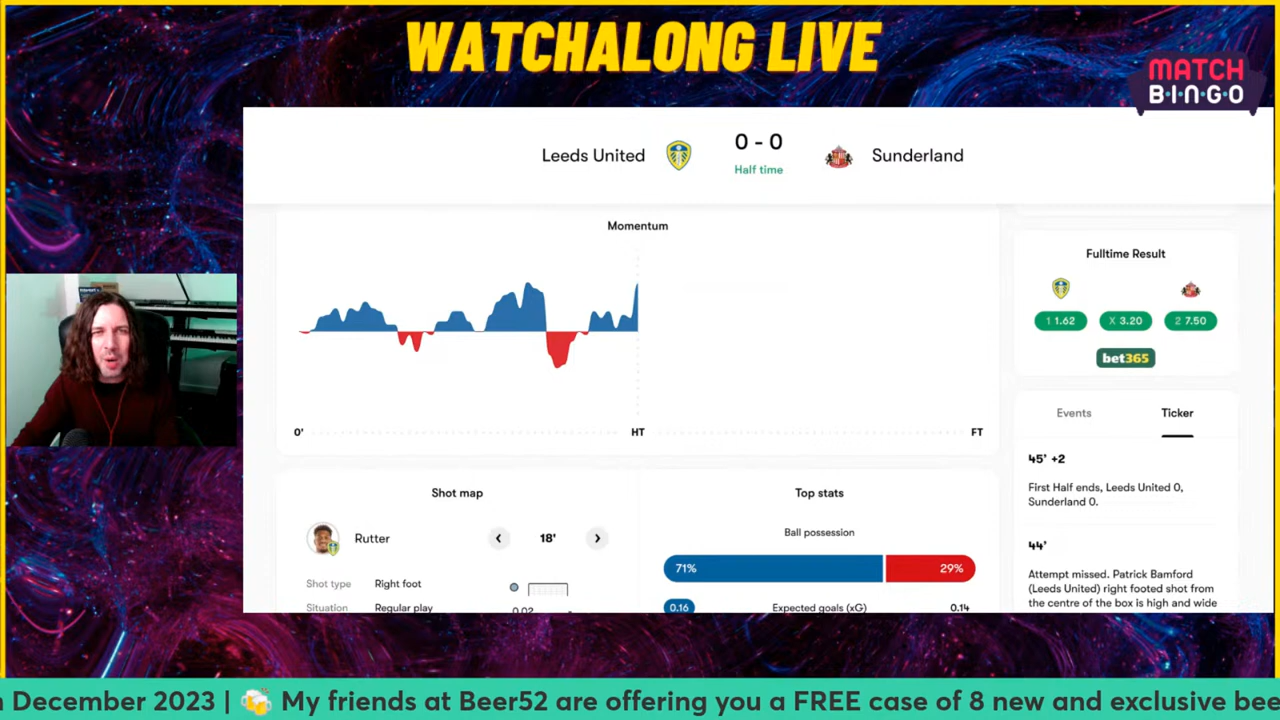 WATCHALONG LIVE
MATCH
B·I·N·G·O
Leeds United
0 - 0
Sunderland
Half time
Momentum
0'
HT
FT
Fulltime Result
1 1.62
X 3.20
2 7.50
bet365
Events
Ticker
45' +2
First Half ends, Leeds United 0,
Sunderland 0.
44'
Attempt missed. Patrick Bamford
(Leeds United) right footed shot from
the centre of the box is high and wide
Shot map
Rutter
18'
Shot type
Right foot
Situation
Regular play
0.02
Top stats
Ball possession
71%
29%
0.16
Expected goals (xG)
0.14
December 2023 | 🍻 My friends at Beer52 are offering you a FREE case of 8 new and exclusive bee